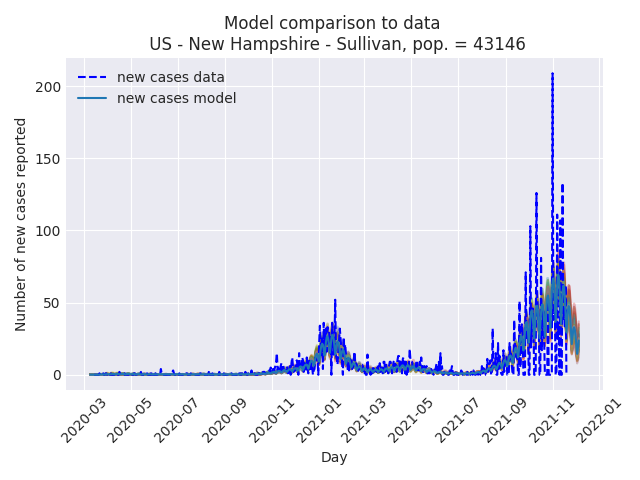 Model comparison to data
US - New Hampshire - Sullivan, pop. = 43146
new cases data
new cases model
Number of new cases reported
200
150
100
50
0
2020-03
2020-05
2020-07
2020-09
2020-11
2021-01
2021-03
2021-05
2021-07
2021-09
2021-11
2022-01
Day